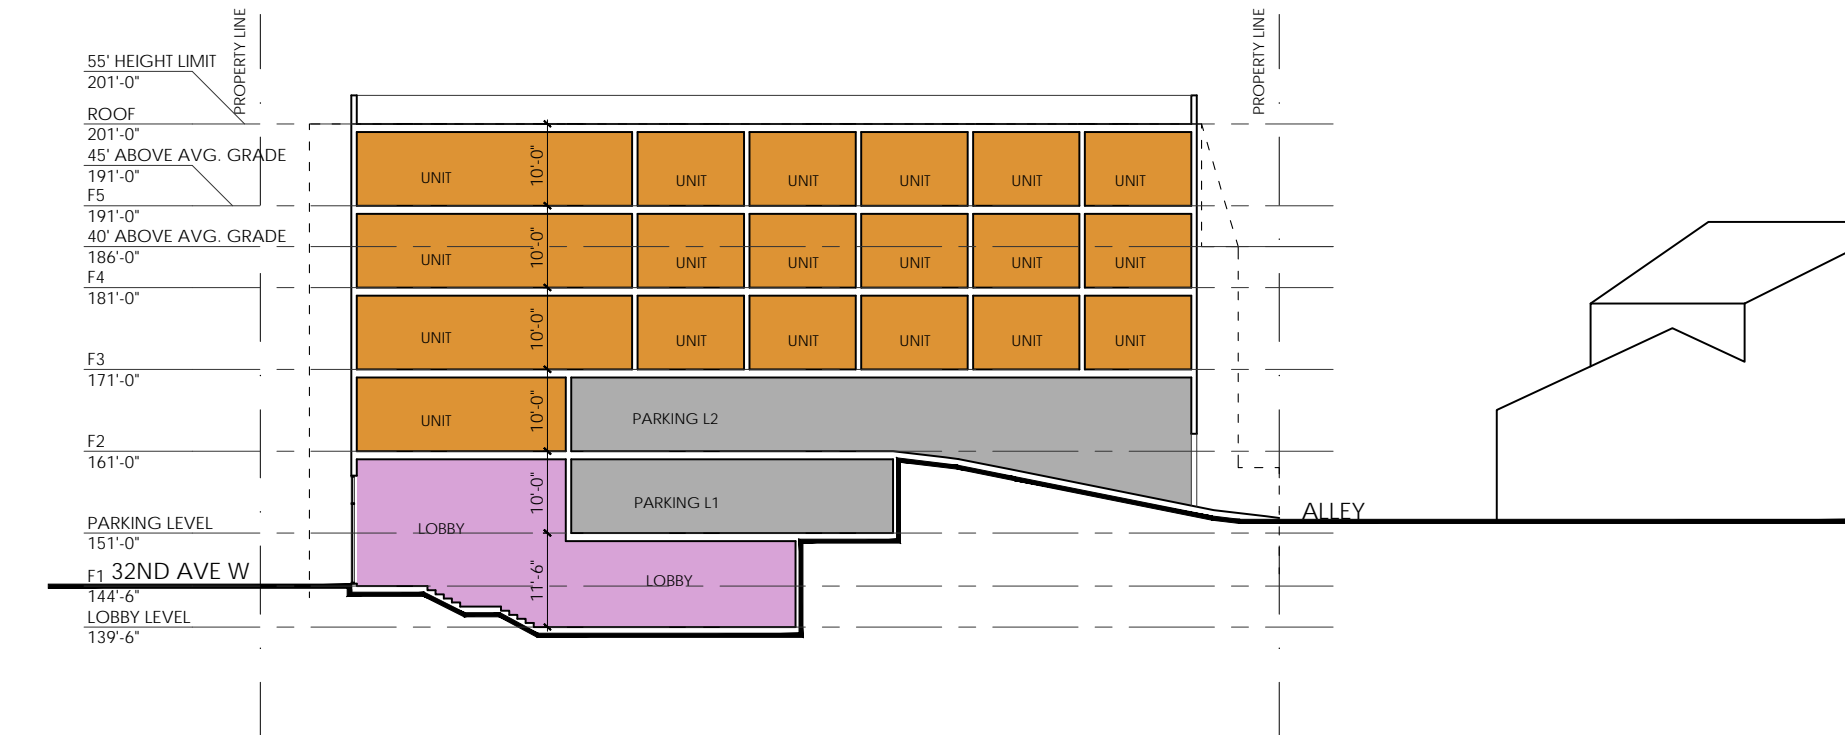 PROPERTY LINE
PROPERTY LINE
55' HEIGHT LIMIT
201'-0"
ROOF
201'-0"
45' ABOVE AVG. GRADE
191'-0"
F5
191'-0"
40' ABOVE AVG. GRADE
186'-0"
F4
181'-0"
F3
171'-0"
F2
161'-0"
PARKING LEVEL
151'-0"
F1 32ND AVE W
144'-6"
LOBBY LEVEL
139'-6"
UNIT 10'-0" UNIT UNIT UNIT UNIT UNIT
UNIT 10'-0" UNIT UNIT UNIT UNIT UNIT
UNIT 10'-0" UNIT UNIT UNIT UNIT UNIT
UNIT 10'-0" PARKING L2
10'-0" PARKING L1
LOBBY
11'-6" LOBBY
ALLEY